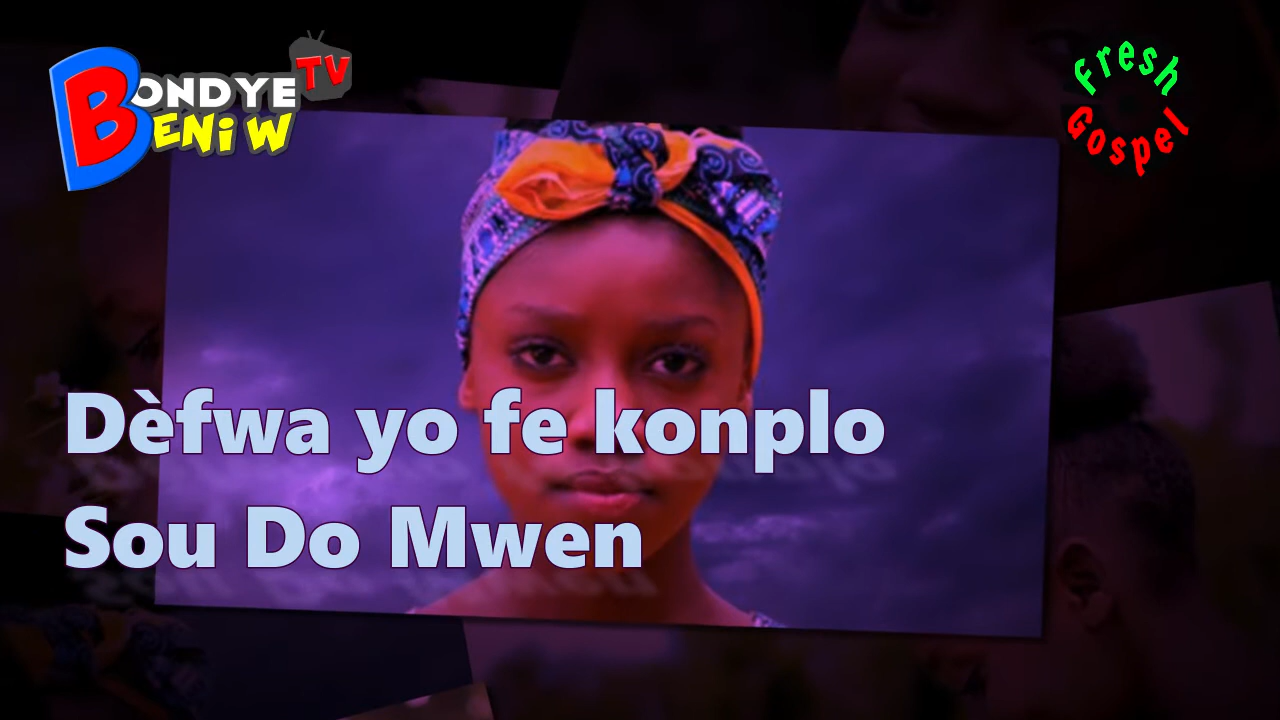 BONDYE TV
BENi W
Fresh
Gospel
Dèfwa yo fe konplo
Sou Do Mwen